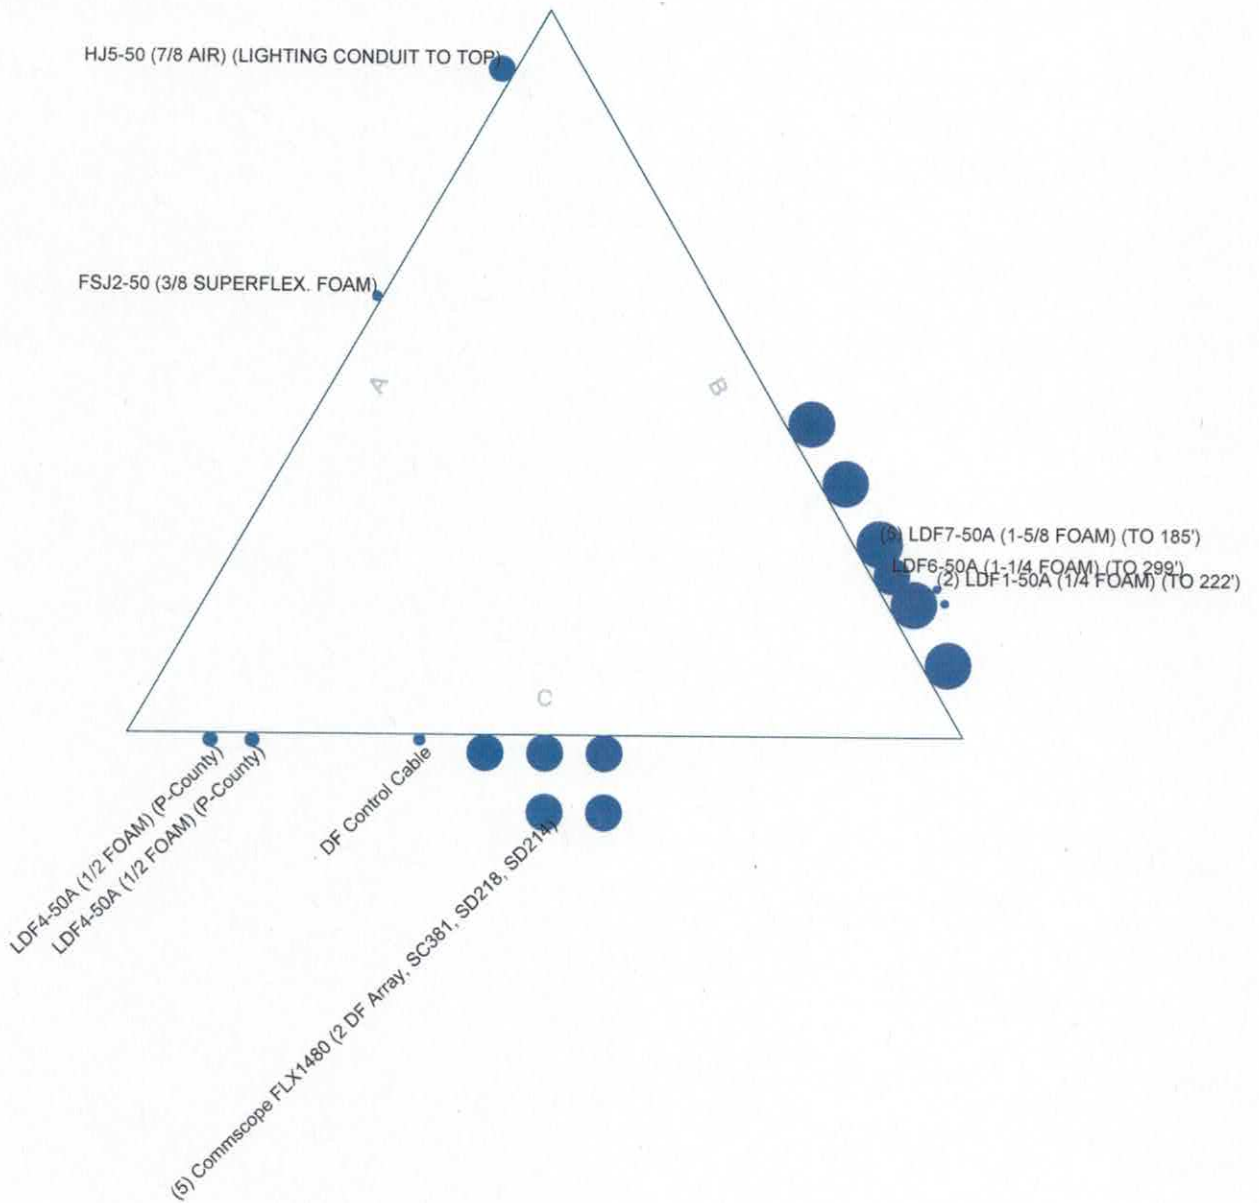 HJ5-50 (7/8 AIR) (LIGHTING CONDUIT TO TOP)
FSJ2-50 (3/8 SUPERFLEX. FOAM)
A
B
(5) LDF7-50A (1-5/8 FOAM) (TO 185')
LDF6-50A (1-1/4 FOAM) (TO 299')
(2) LDF1-50A (1/4 FOAM) (TO 222')
C
LDF4-50A (1/2 FOAM) (P-County)
LDF4-50A (1/2 FOAM) (P-County)
DF Control Cable
(5) Commscope FLX1480 (2 DF Array, SC381, SD218, SD214)